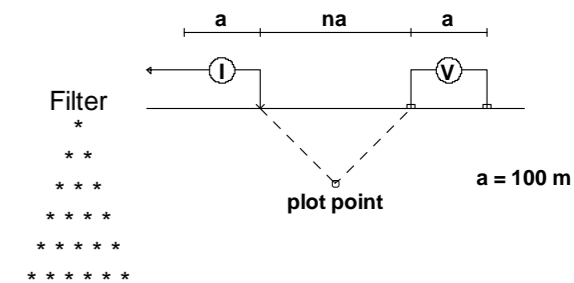 a na a
I V
Filter
*
* *
* * *
* * * *
* * * * *
* * * * * *
a = 100 m
plot point